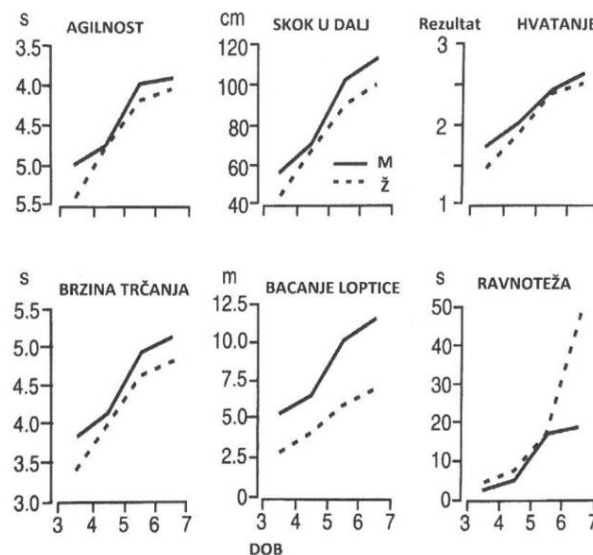 s AGILNOST
3.5
4.0
4.5
5.0
5.5
cm SKOK U DALJ
120
100
80
60
40
M
Ž
Rezultat HVATANJE
3
2
1
s BRZINA TRČANJA
5.5
5.0
4.5
4.0
3.5
3.0
3 4 5 6 7
m BACANJE LOPTICE
12.5
10.0
7.5
5.0
2.5
0
3 4 5 6 7
DOB
s RAVNOTEŽA
50
40
30
20
10
0
3 4 5 6 7